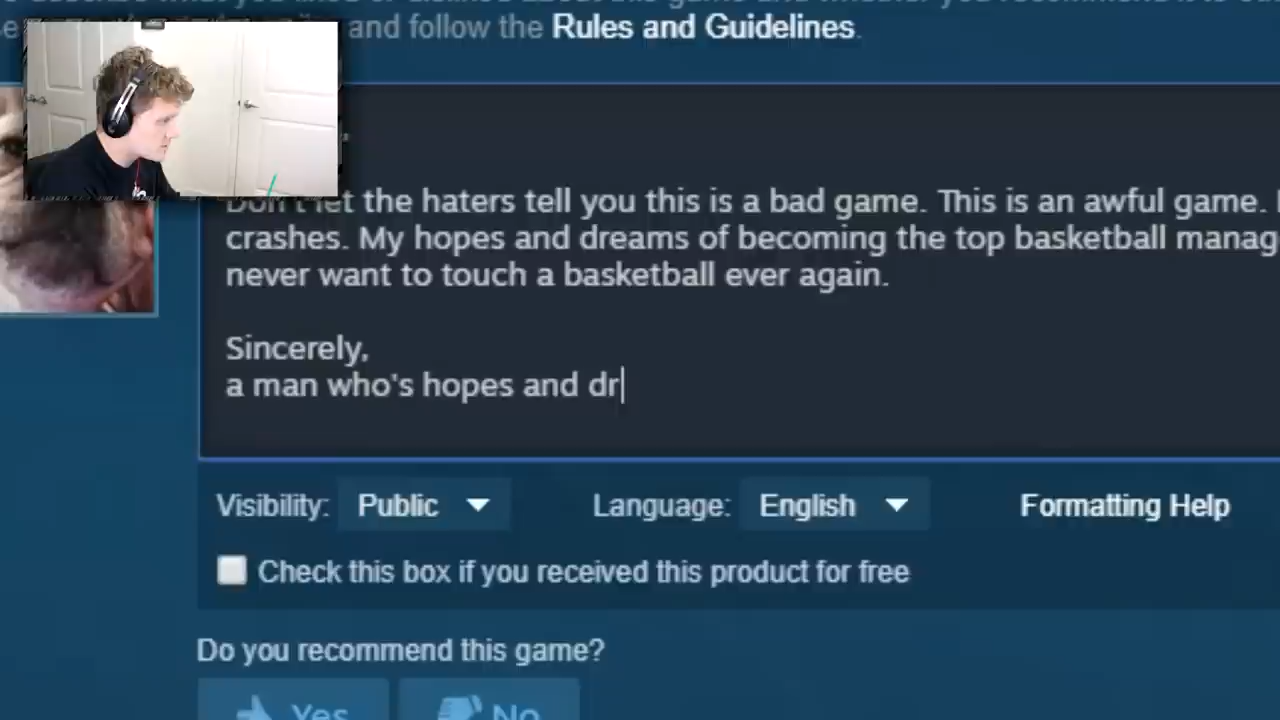 and follow the Rules and Guidelines.
Don't let the haters tell you this is a bad game. This is an awful game.
crashes. My hopes and dreams of becoming the top basketball manag
never want to touch a basketball ever again.
Sincerely,
a man who's hopes and dr
Visibility: Public Language: English Formatting Help
Check this box if you received this product for free
Do you recommend this game?
Yes No